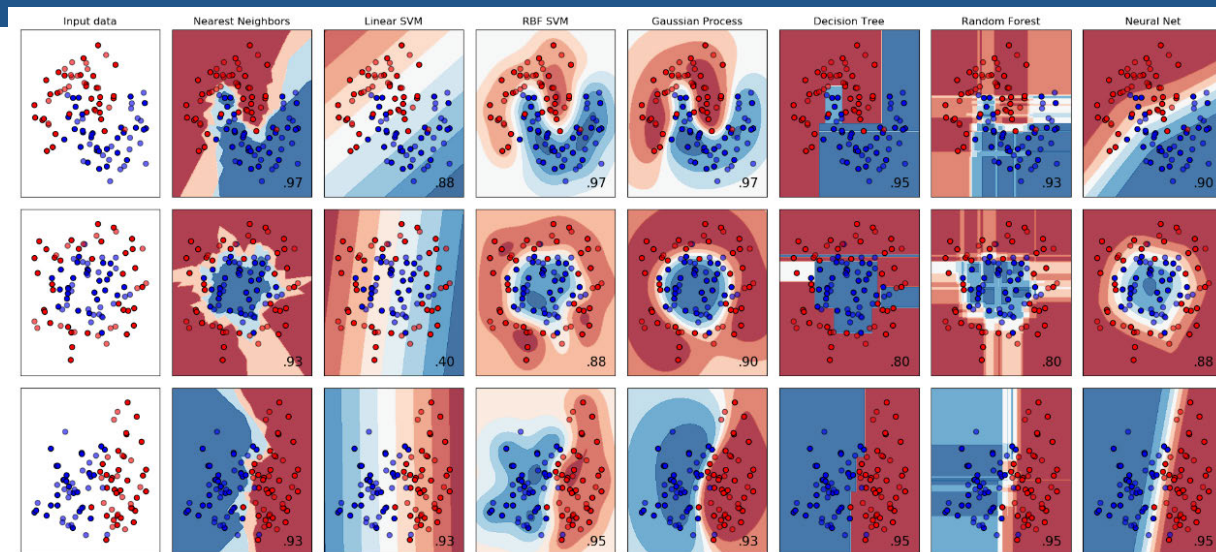 Input data Nearest Neighbors Linear SVM RBF SVM Gaussian Process Decision Tree Random Forest Neural Net
.97 .88 .97 .97 .95 .93 .90
.93 .40 .88 .90 .80 .80 .88
.93 .93 .95 .93 .95 .95 .95